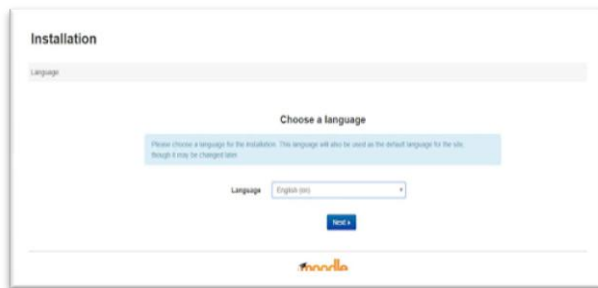 Installation
Language
Choose a language
Please choose a language for the installation. This language will also be used as the default language for the site,
though it may be changed later.
Language English (en)
Next »
moodle